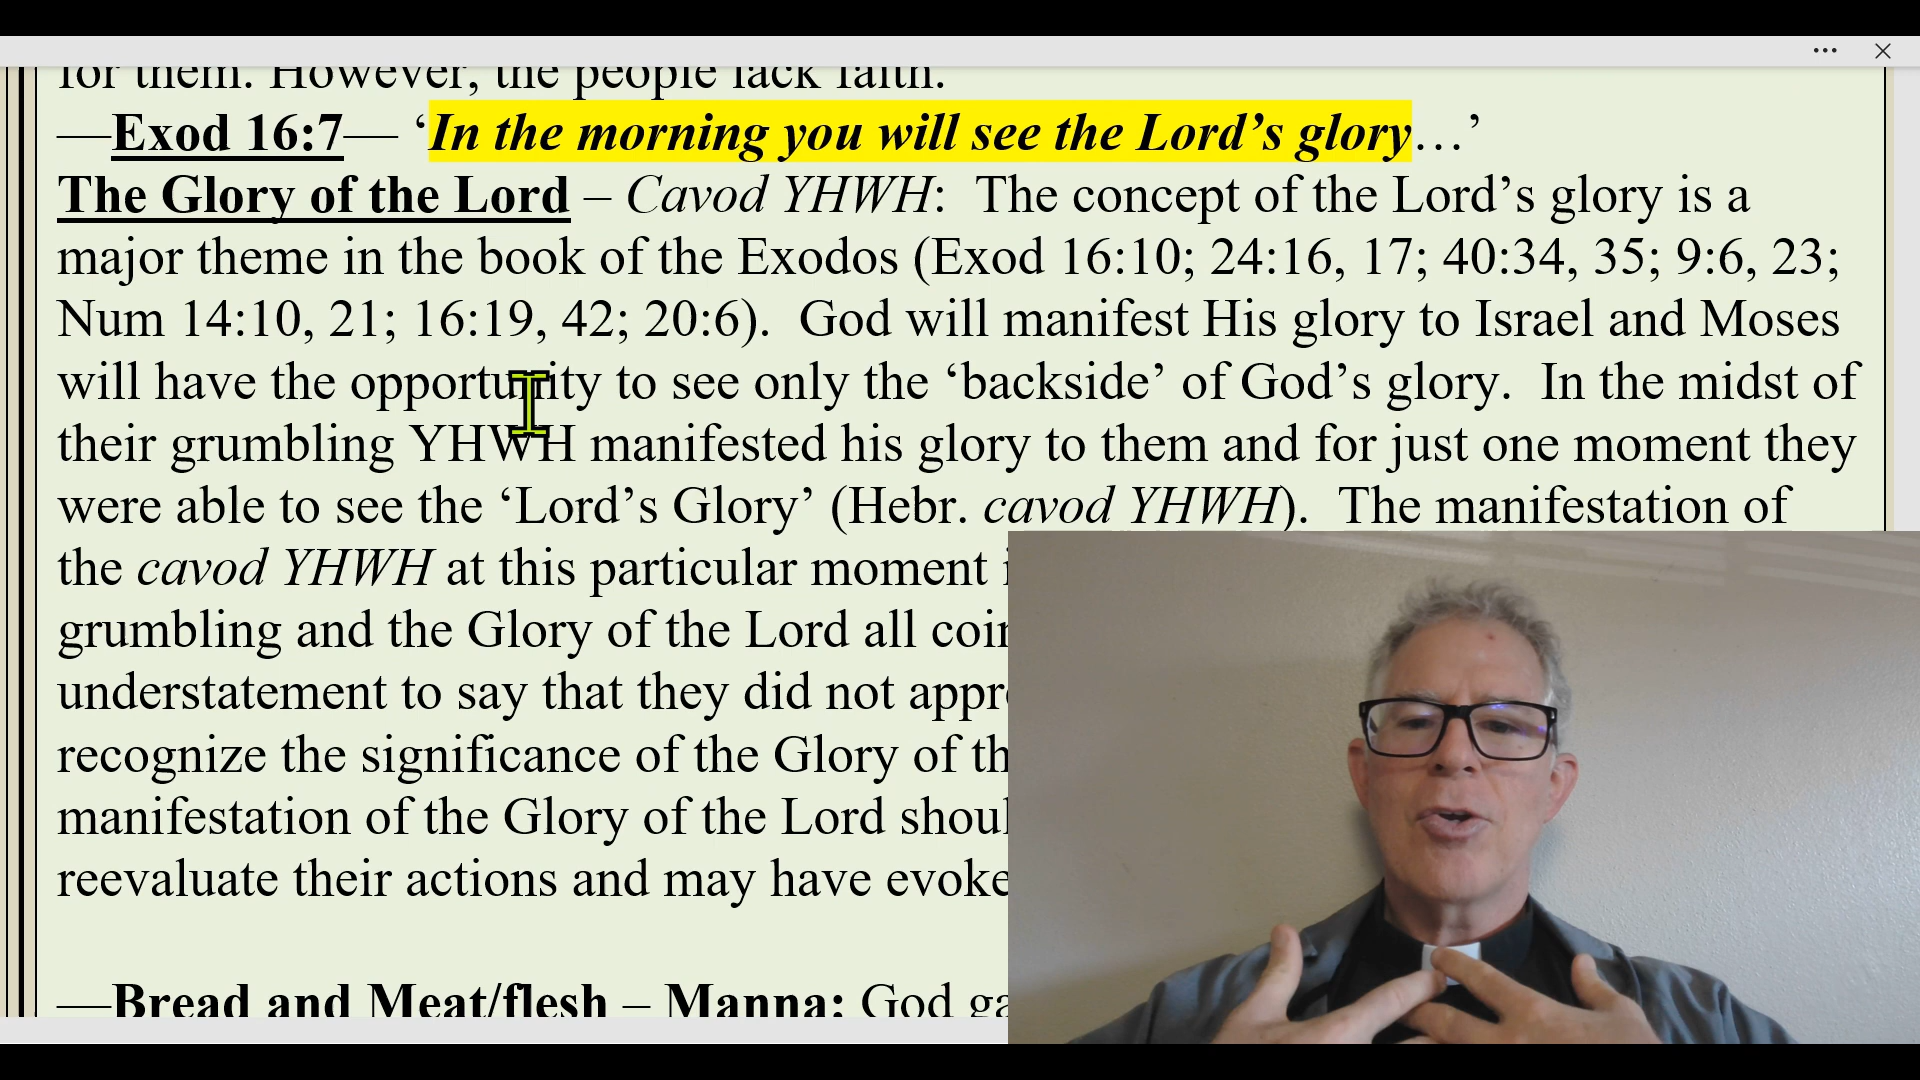 for them. However, the people lack faith.
—Exod 16:7— ‘In the morning you will see the Lord’s glory…’
The Glory of the Lord – Cavod YHWH: The concept of the Lord’s glory is a
major theme in the book of the Exodos (Exod 16:10; 24:16, 17; 40:34, 35; 9:6, 23;
Num 14:10, 21; 16:19, 42; 20:6). God will manifest His glory to Israel and Moses
will have the opportunity to see only the ‘backside’ of God’s glory. In the midst of
their grumbling YHWH manifested his glory to them and for just one moment they
were able to see the ‘Lord’s Glory’ (Hebr. cavod YHWH). The manifestation of
the cavod YHWH at this particular moment
grumbling and the Glory of the Lord all
understatement to say that they did not
recognize the significance of the Glory of
manifestation of the Glory of the Lord
reevaluate their actions and may have
—Bread and Meat/flesh – Manna: God